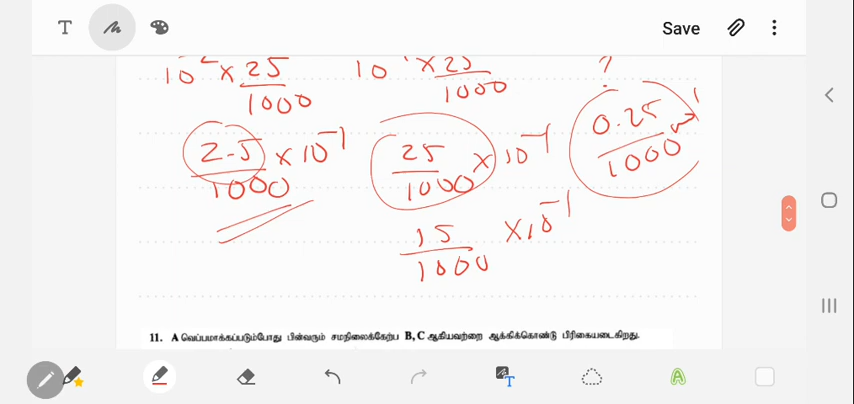 Save
10⁻² × 25/1000 10⁻¹ × 25/1000 ?
2.5/1000 × 10⁻¹ 25/1000 × 10⁻¹ 0.25/1000
15/1000 × 10⁻¹
11. A வெப்பமாக்கப்படும்போது பின்வரும் சமநிலைக்கேற்ப B, C ஆகியவற்றை ஆக்கிக்கொண்டு பிரிகையடைகிறது.